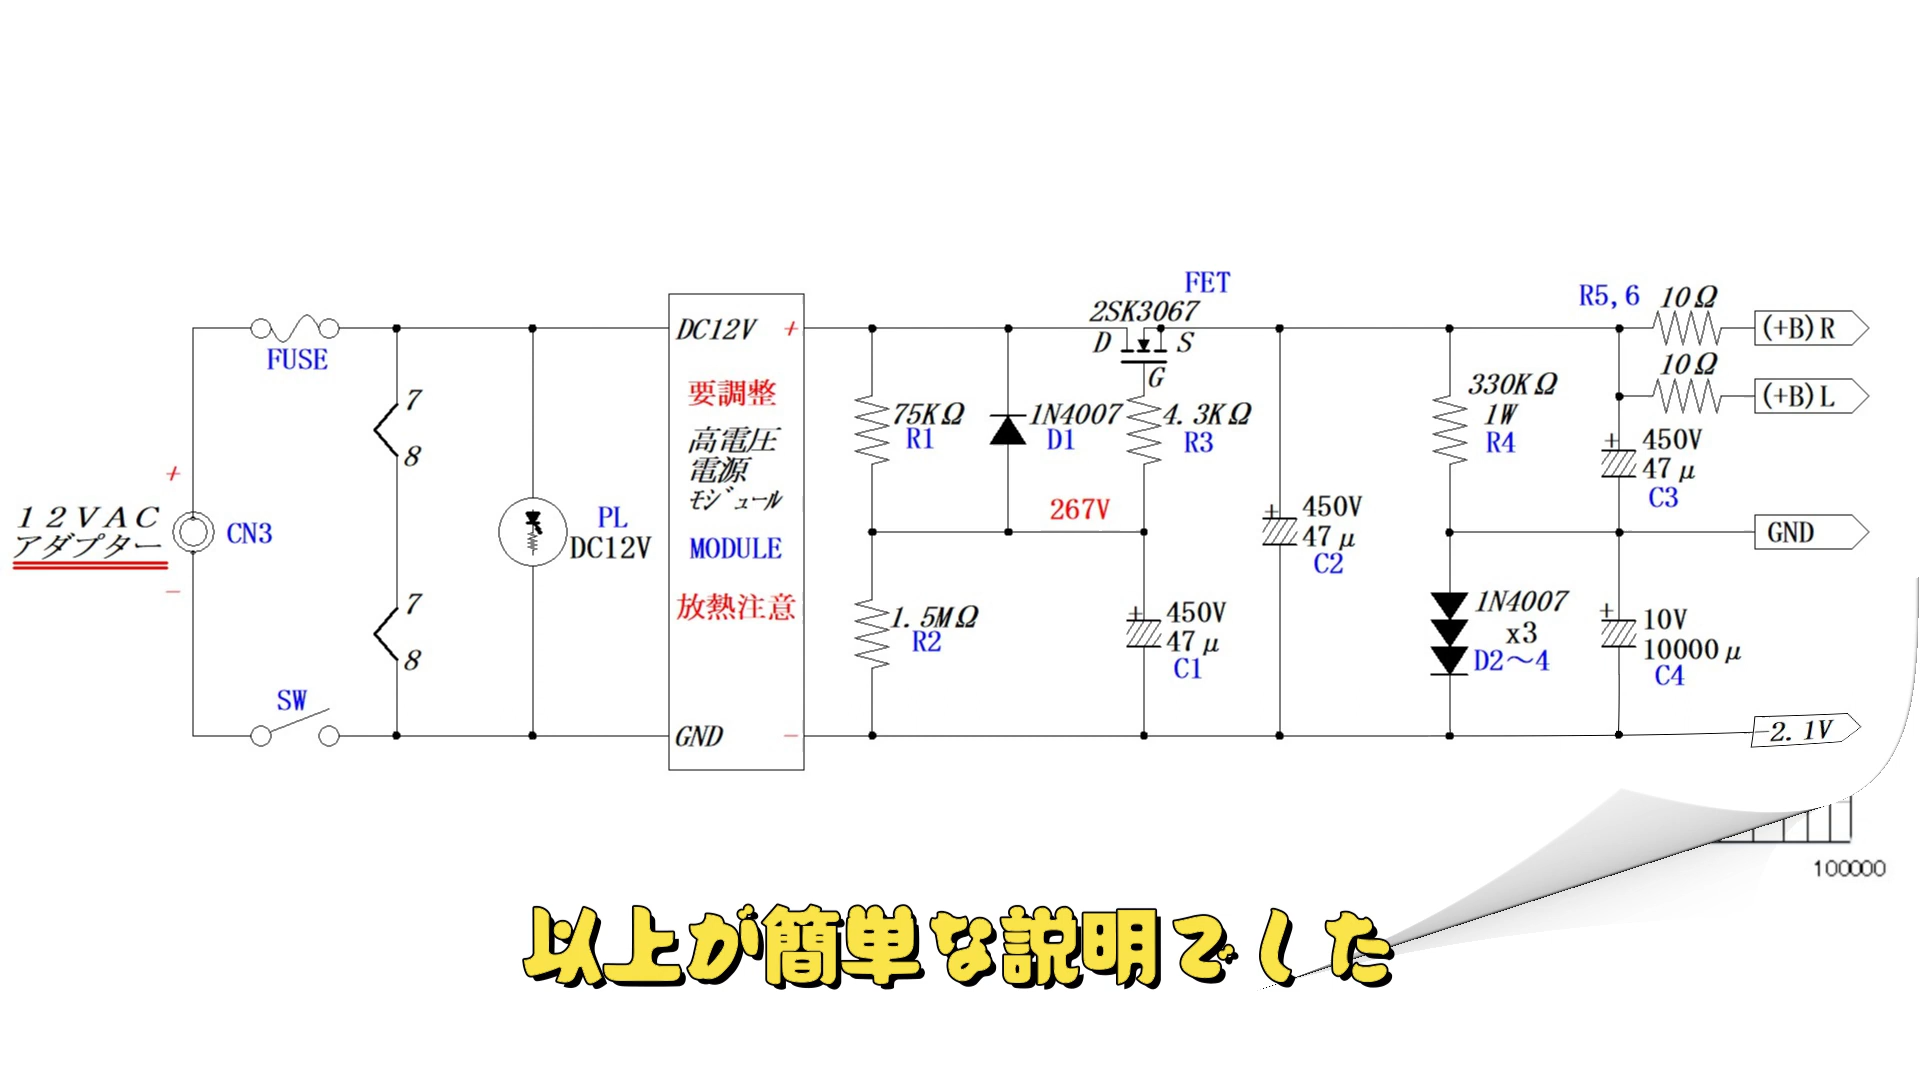 FET
2SK3067
D
S
G
R5,6
10Ω
(+B)R
10Ω
(+B)L
FUSE
DC12V
+
要調整
高電圧
電源
モジュール
MODULE
放熱注意
GND
−
7
8
7
8
+
12VAC
アダプター
CN3
−
SW
PL
DC12V
75KΩ
R1
1N4007
D1
4.3KΩ
R3
267V
1.5MΩ
R2
+
450V
47μ
C1
+
450V
47μ
C2
330KΩ
1W
R4
+
450V
47μ
C3
GND
1N4007
x3
D2〜4
+
10V
10000μ
C4
2.1V
100000
以上が簡単な説明でした